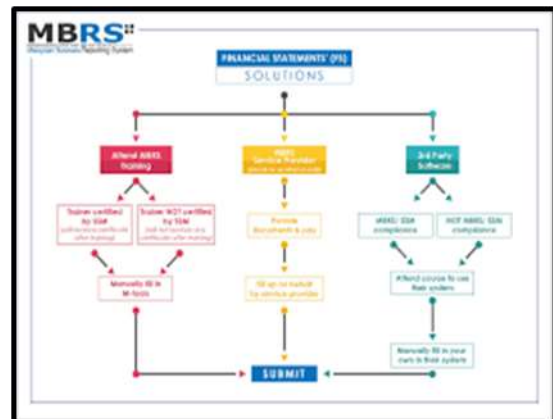 MBRS
Malaysian Business Reporting System
FINANCIAL STATEMENTS' (FS)
SOLUTIONS
Attend MBRS
Training
MBRS
Service Provider
3rd Party
Software
Trainer certified
by SSM
Trainer NOT certified
by SSM
Provide
documents & pay
MBRS/ SSM
compliance
NOT MBRS/ SSM
compliance
Manually fill in
M-tools
Fill up on behalf
by service provider
Attend course to use
their system
Manually fill in your
own in their system
SUBMIT